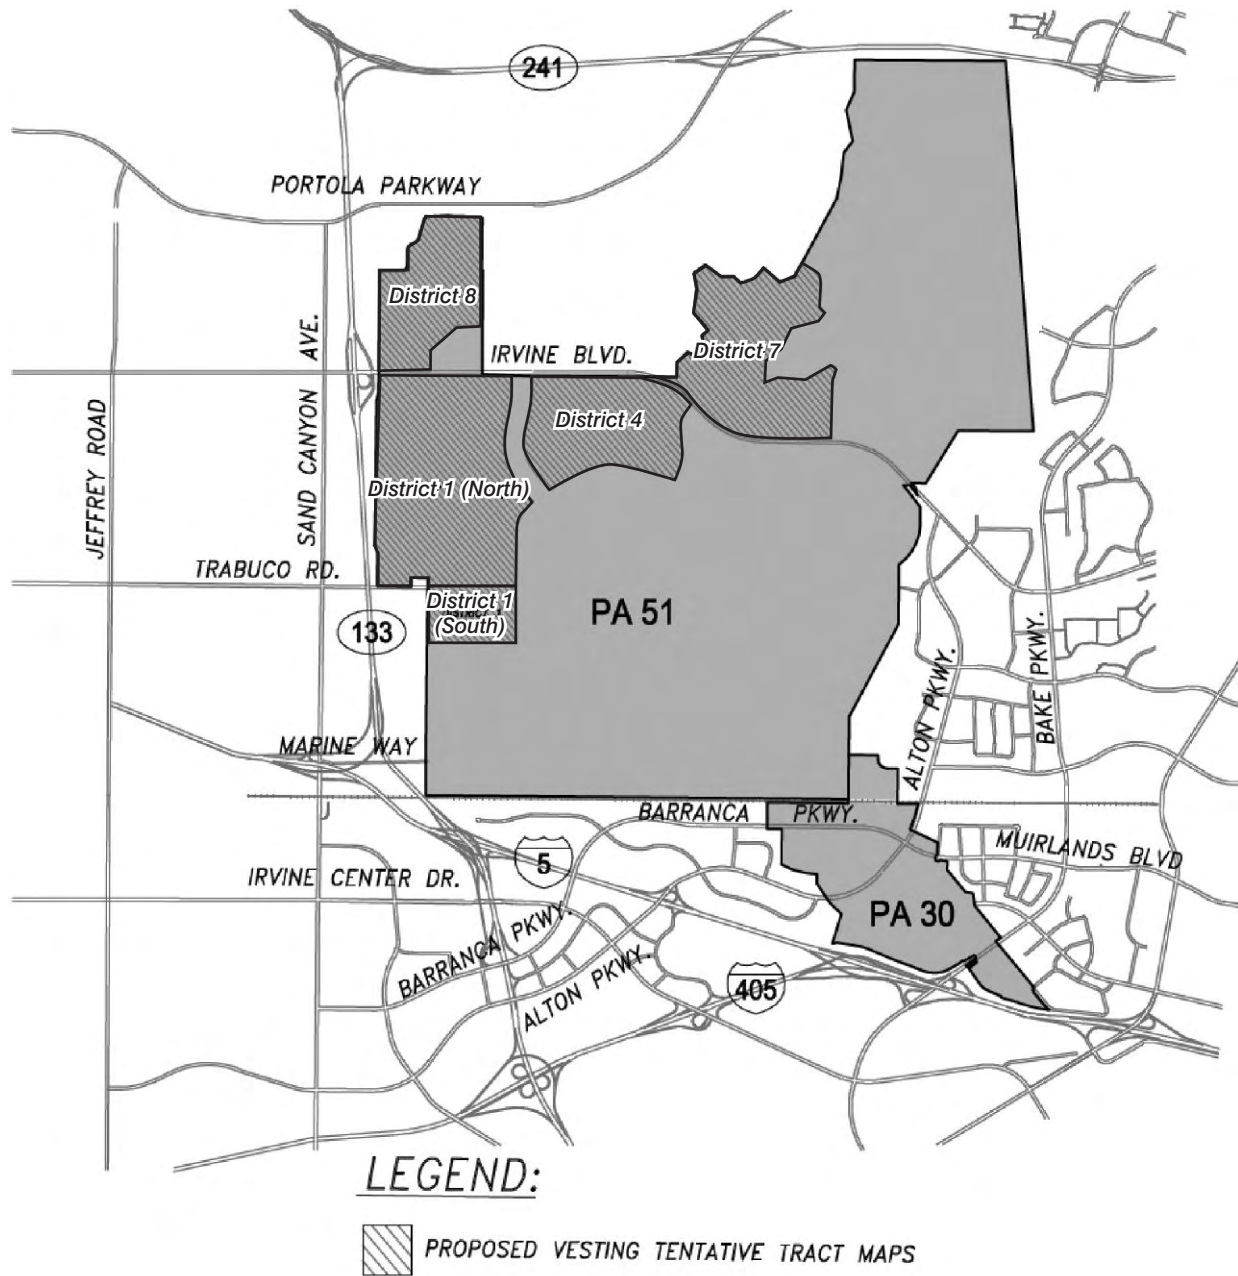 241
PORTOLA PARKWAY
District 8
SAND CANYON AVE.
IRVINE BLVD.
District 7
JEFFREY ROAD
District 4
District 1 (North)
TRABUCO RD.
District 1
(South)
PA 51
133
ALTON PKWY.
BAKE PKWY.
MARINE WAY
BARRANCA PKWY.
MUIRLANDS BLVD
5
IRVINE CENTER DR.
PA 30
BARRANCA PKWY.
ALTON PKWY.
405
LEGEND:
PROPOSED VESTING TENTATIVE TRACT MAPS